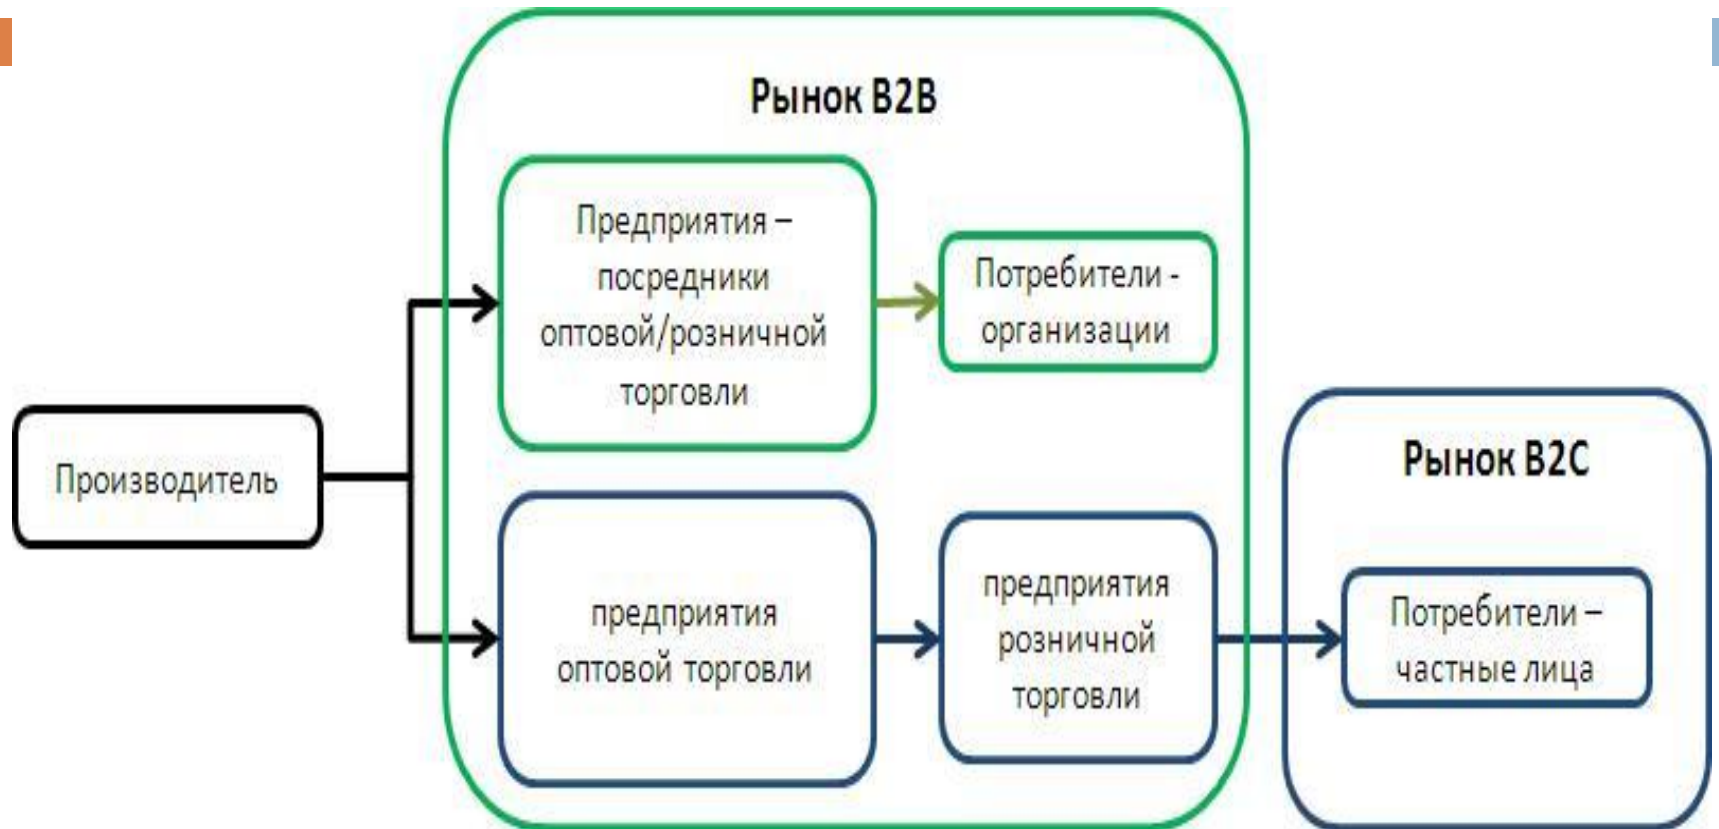 Рынок B2B
Предприятия –
посредники
оптовой/розничной
торговли
Потребители -
организации
Производитель
предприятия
оптовой торговли
предприятия
розничной
торговли
Рынок B2C
Потребители –
частные лица